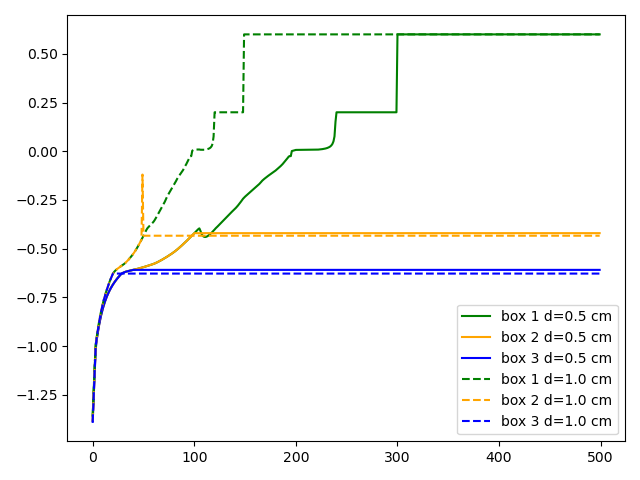 0.50
0.25
0.00
−0.25
−0.50
−0.75
−1.00
−1.25
0 100 200 300 400 500
box 1 d=0.5 cm
box 2 d=0.5 cm
box 3 d=0.5 cm
box 1 d=1.0 cm
box 2 d=1.0 cm
box 3 d=1.0 cm